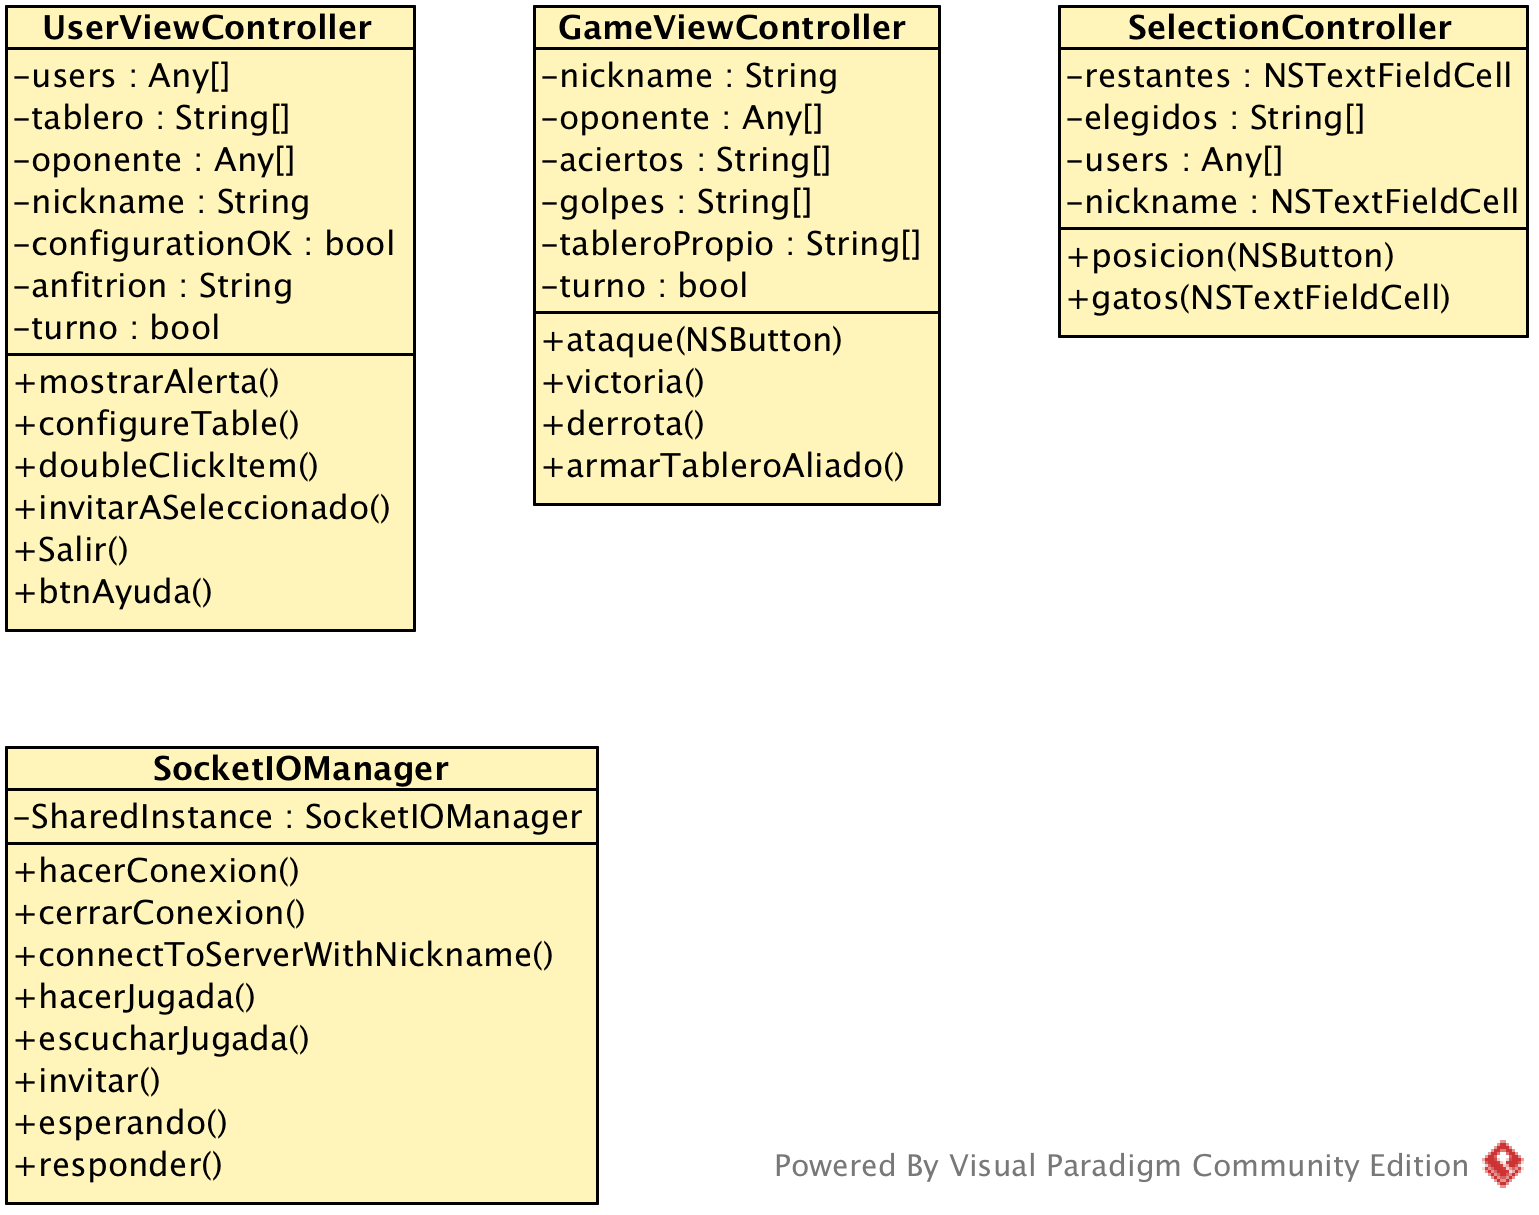 UserViewController
-users : Any[]
-tablero : String[]
-oponente : Any[]
-nickname : String
-configurationOK : bool
-anfitrion : String
-turno : bool
+mostrarAlerta()
+configureTable()
+doubleClickItem()
+invitarASeleccionado()
+Salir()
+btnAyuda()
GameViewController
-nickname : String
-oponente : Any[]
-aciertos : String[]
-golpes : String[]
-tableroPropio : String[]
-turno : bool
+ataque(NSButton)
+victoria()
+derrota()
+armarTableroAliado()
SelectionController
-restantes : NSTextFieldCell
-elegidos : String[]
-users : Any[]
-nickname : NSTextFieldCell
+posicion(NSButton)
+gatos(NSTextFieldCell)
SocketIOManager
-SharedInstance : SocketIOManager
+hacerConexion()
+cerrarConexion()
+connectToServerWithNickname()
+hacerJugada()
+escucharJugada()
+invitar()
+esperando()
+responder()
Powered By Visual Paradigm Community Edition